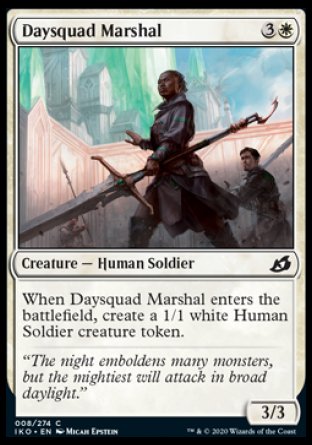 Daysquad Marshal 3
Creature — Human Soldier
When Daysquad Marshal enters the
battlefield, create a 1/1 white Human
Soldier creature token.
“The night emboldens many monsters,
but the mightiest will attack in broad
daylight.”
3/3
008/274 C
IKO • EN Micah Epstein ™ & © 2020 Wizards of the Coast